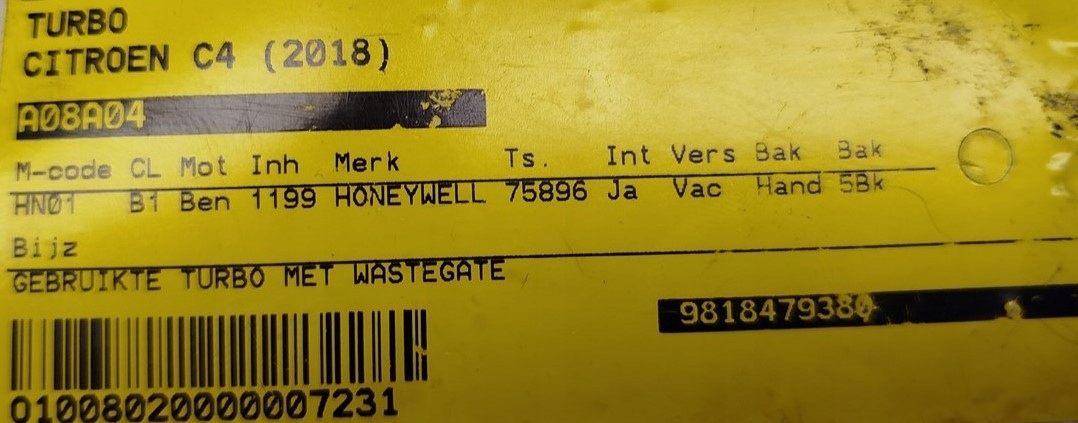 TURBO
CITROEN C4 (2018)
A08A04
M-code CL Mot Inh Merk Ts. Int Vers Bak Bak
HN01 B1 Ben 1199 HONEYWELL 75896 Ja Vac Hand 5Bk
Bijz
GEBRUIKTE TURBO MET WASTEGATE
9818479380
01008020000007231